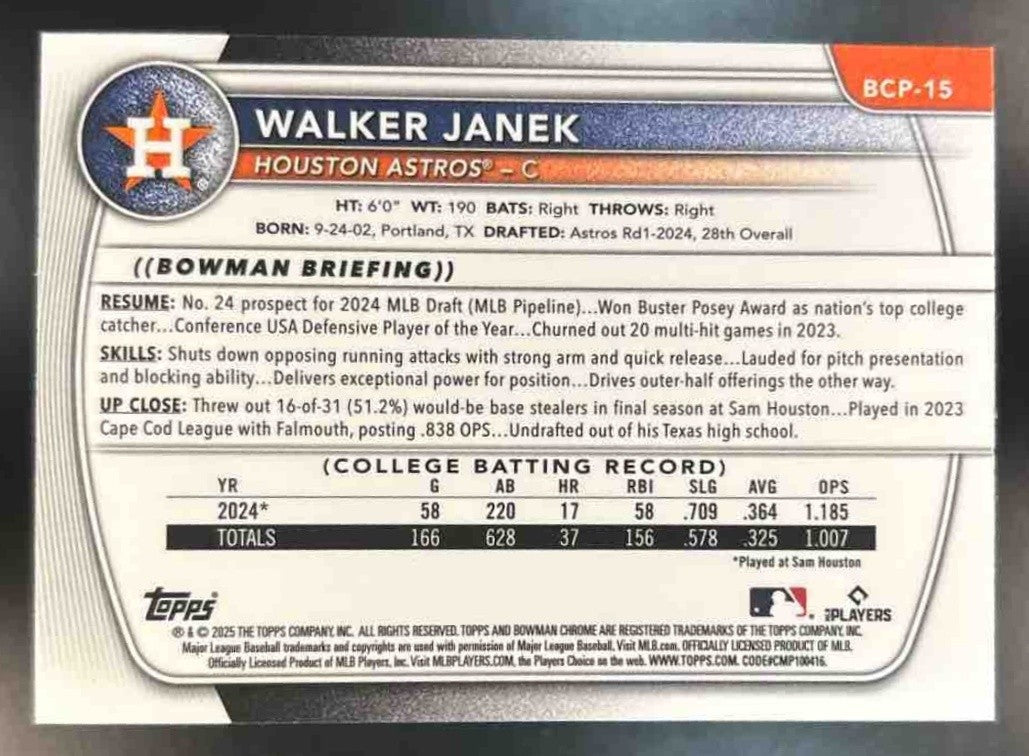 BCP-15
H
WALKER JANEK
HOUSTON ASTROS® – C
HT: 6'0" WT: 190 BATS: Right THROWS: Right
BORN: 9-24-02, Portland, TX DRAFTED: Astros Rd1-2024, 28th Overall
((BOWMAN BRIEFING))
RESUME: No. 24 prospect for 2024 MLB Draft (MLB Pipeline)...Won Buster Posey Award as nation's top college
catcher...Conference USA Defensive Player of the Year...Churned out 20 multi-hit games in 2023.
SKILLS: Shuts down opposing running attacks with strong arm and quick release...Lauded for pitch presentation
and blocking ability...Delivers exceptional power for position...Drives outer-half offerings the other way.
UP CLOSE: Threw out 16-of-31 (51.2%) would-be base stealers in final season at Sam Houston...Played in 2023
Cape Cod League with Falmouth, posting .838 OPS...Undrafted out of his Texas high school.
(COLLEGE BATTING RECORD)
YR G AB HR RBI SLG AVG OPS
2024* 58 220 17 58 .709 .364 1.185
TOTALS 166 628 37 156 .578 .325 1.007
*Played at Sam Houston
Topps® MLB PLAYERS
® & © 2025 THE TOPPS COMPANY, INC. ALL RIGHTS RESERVED. TOPPS AND BOWMAN CHROME ARE REGISTERED TRADEMARKS OF THE TOPPS COMPANY, INC.
Major League Baseball trademarks and copyrights are used with permission of Major League Baseball. Visit MLB.com. OFFICIALLY LICENSED PRODUCT OF MLB.
Officially Licensed Product of MLB Players, Inc. Visit MLBPLAYERS.COM, the Players Choice on the web. WWW.TOPPS.COM. CODE#CMP100416.